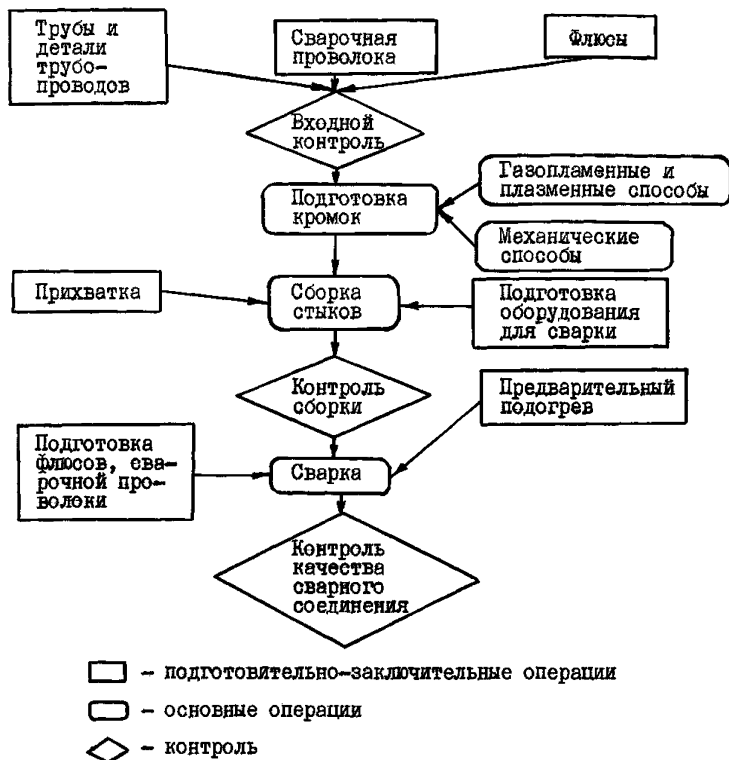 Трубы и
детали
трубо-
проводов
Сварочная
проволока
Флюсы
Входной
контроль
Подготовка
кромок
Газопламенные и
плазменные способы
Механические
способы
Прихватка
Сборка
стыков
Подготовка
оборудования
для сварки
Контроль
сборки
Предварительный
подогрев
Подготовка
флюсов, сва-
рочной про-
волоки
Сварка
Контроль
качества
сварного
соединения
- подготовительно-заключительные операции
- основные операции
- контроль